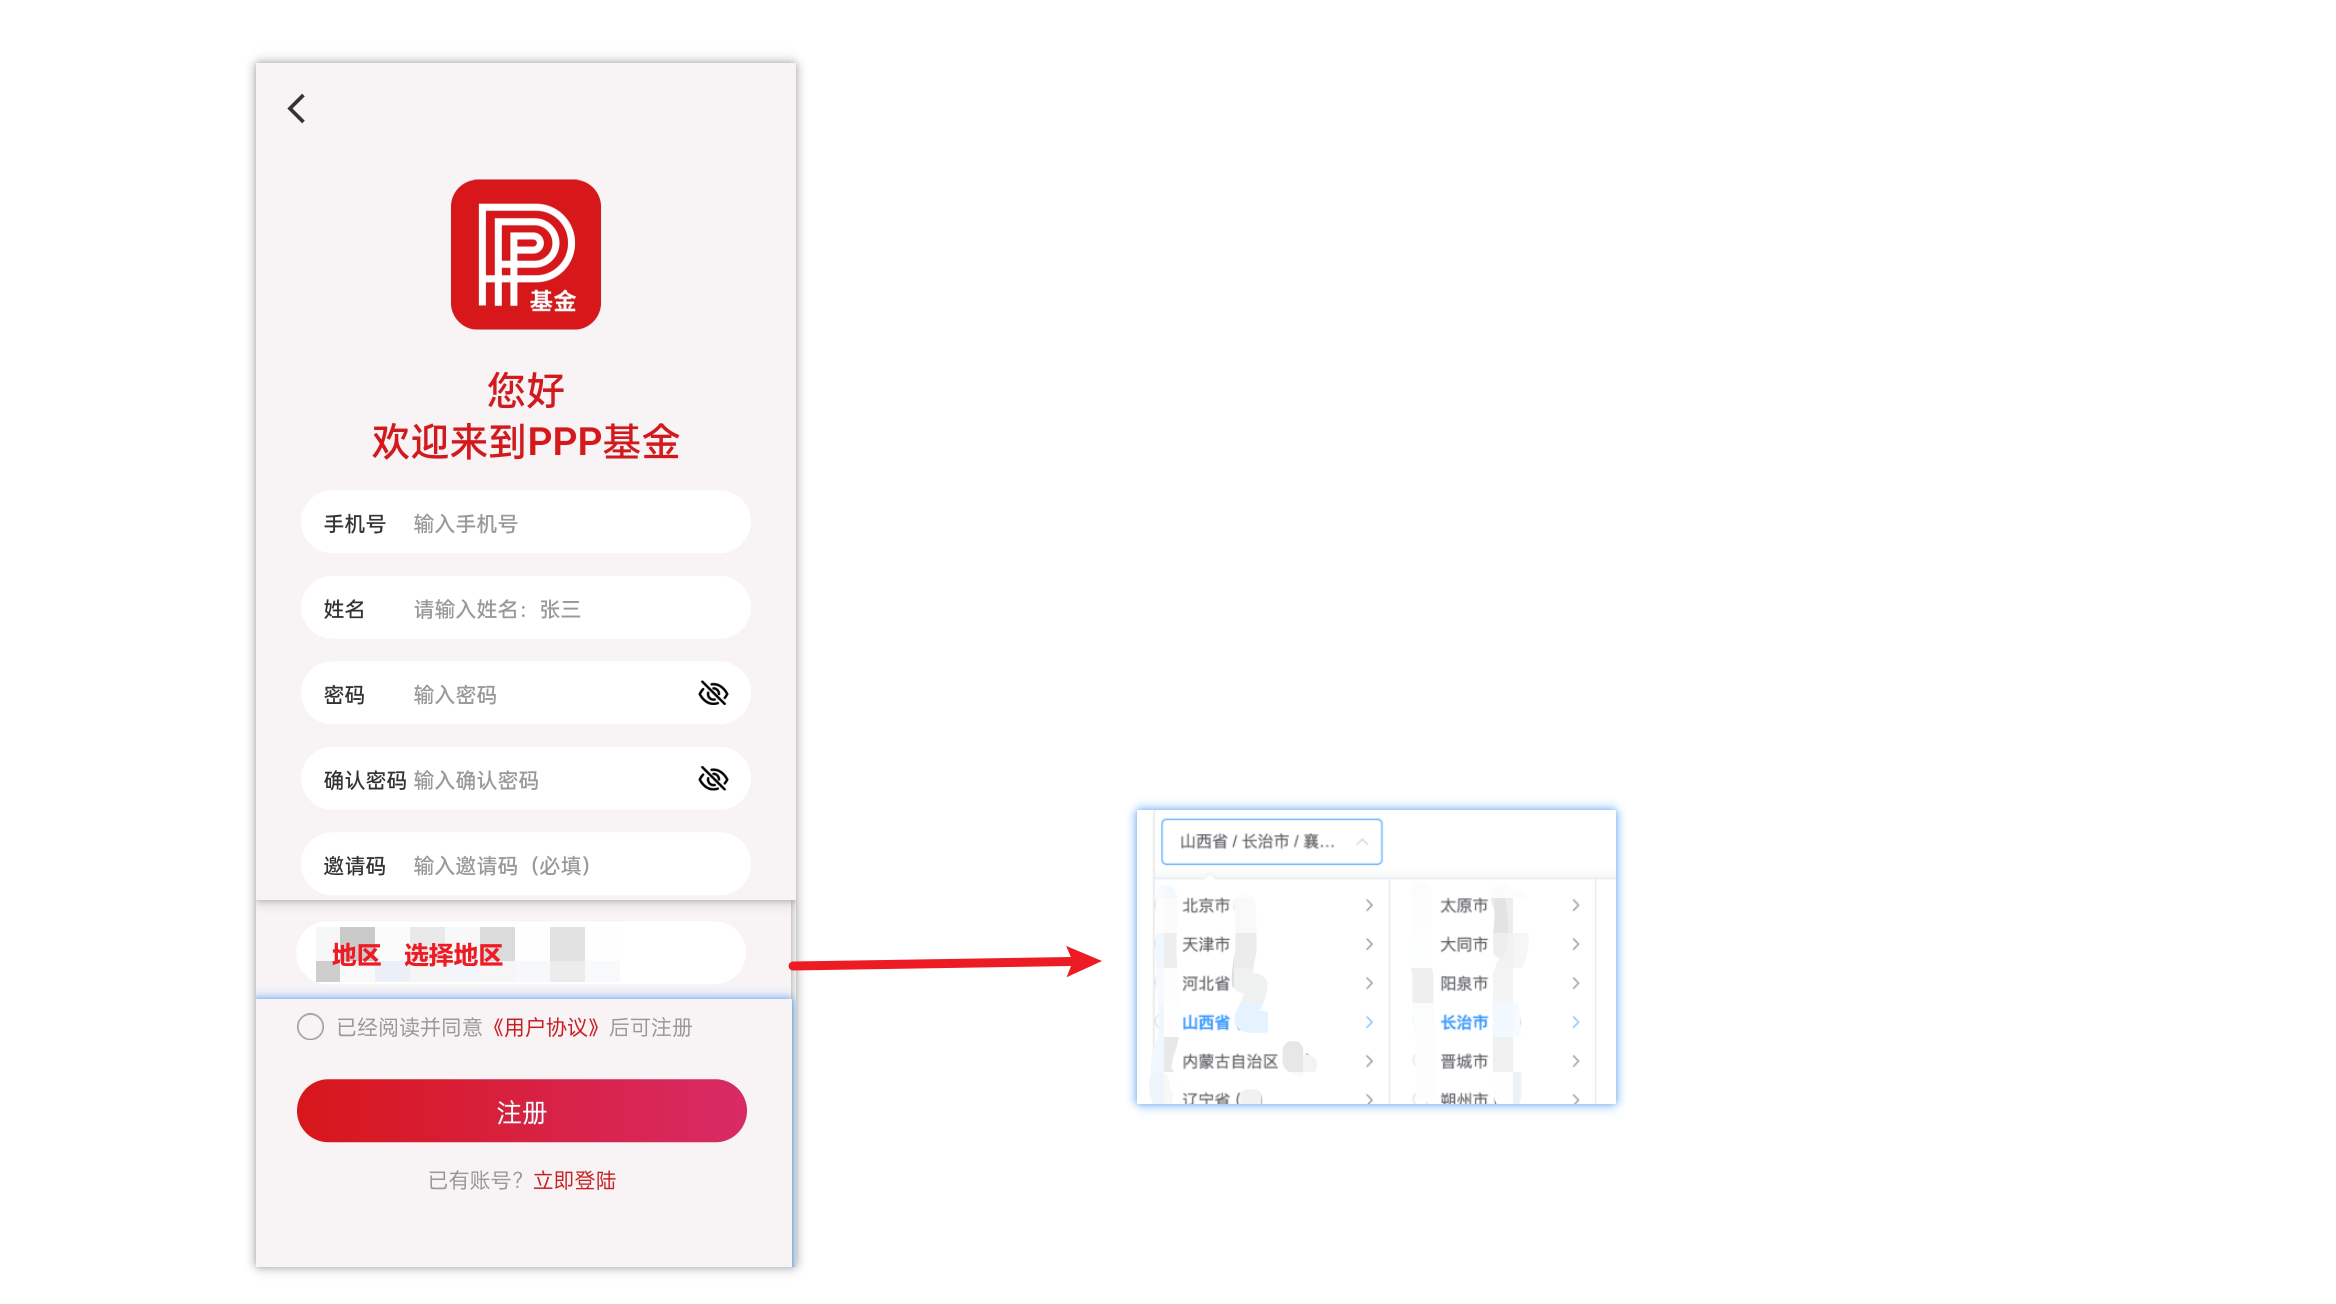 基金
您好
欢迎来到PPP基金
手机号 输入手机号
姓名 请输入姓名：张三
密码 输入密码
确认密码 输入确认密码
邀请码 输入邀请码（必填）
地区 选择地区
已经阅读并同意《用户协议》后可注册
注册
已有账号？立即登陆
山西省 / 长治市 / 襄...
北京市
天津市
河北省
山西省
内蒙古自治区
辽宁省 (
太原市
大同市
阳泉市
长治市
晋城市
朔州市